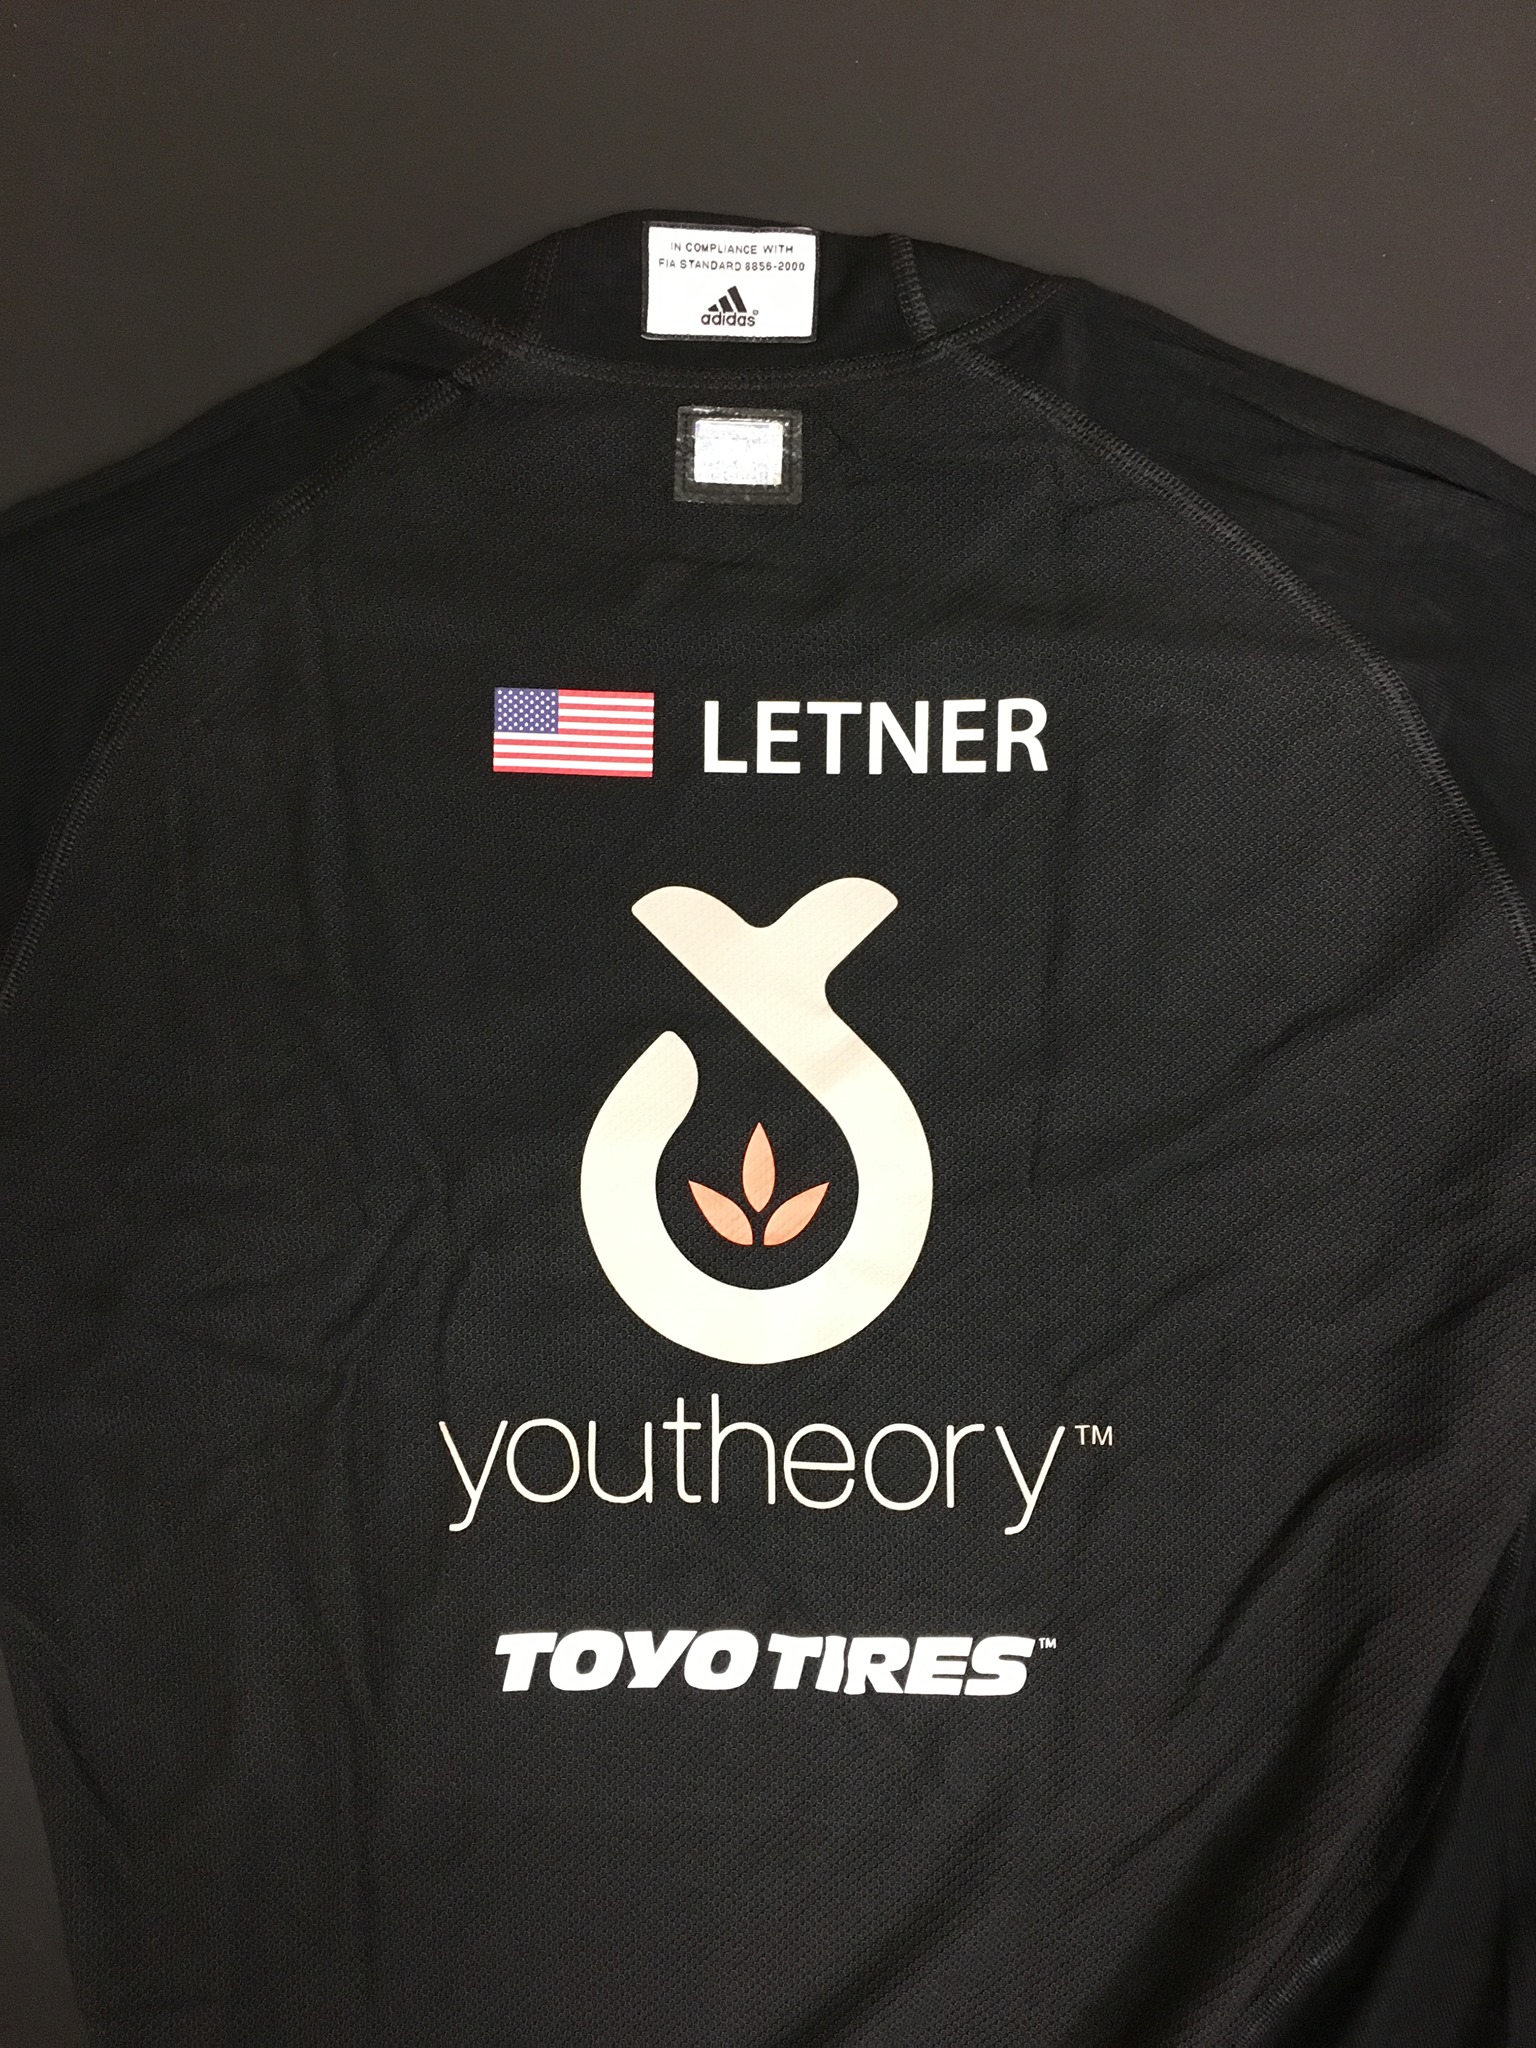 IN COMPLIANCE WITH
FIA STANDARD 8856-2000
adidas®
LETNER
youtheory™
TOYO TIRES™